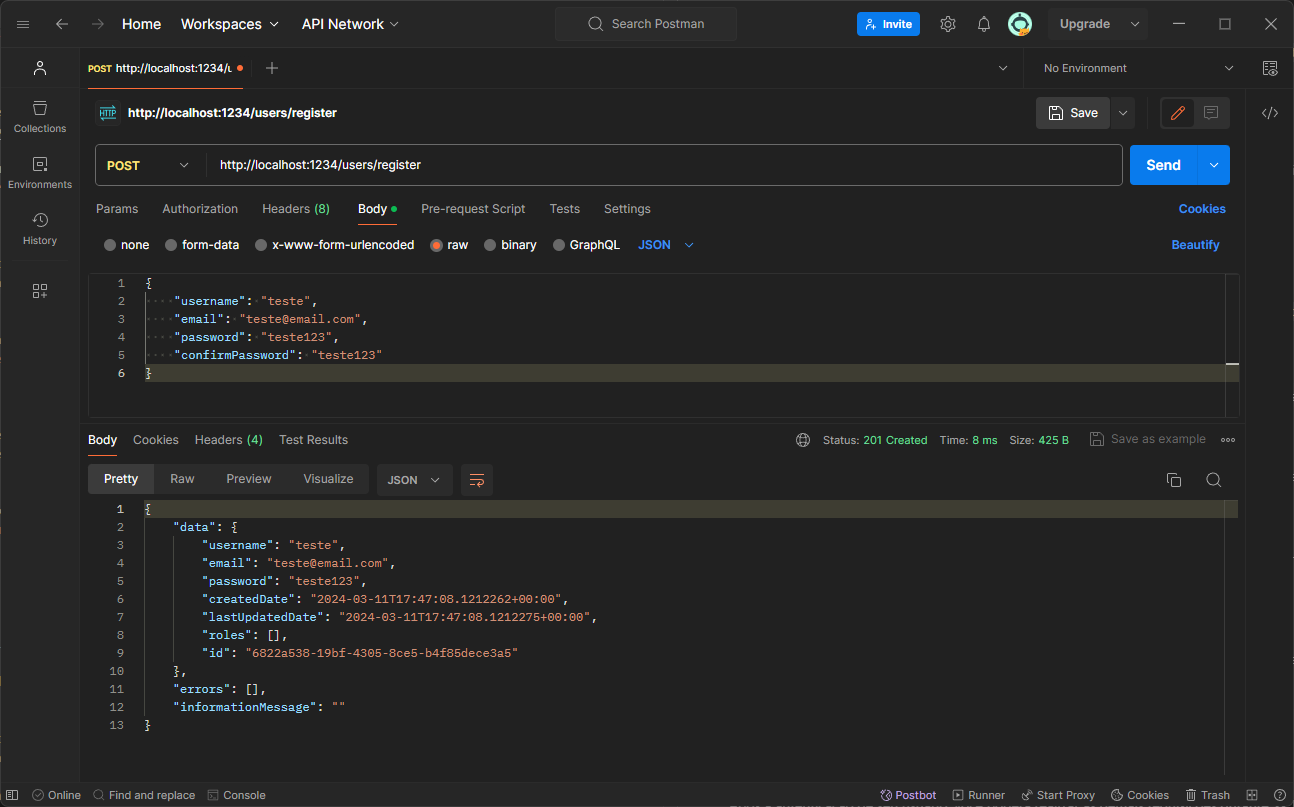 Home Workspaces API Network Search Postman Invite Upgrade
POST http://localhost:1234/u No Environment
HTTP http://localhost:1234/users/register Save
Collections
POST http://localhost:1234/users/register Send
Environments
Params Authorization Headers (8) Body Pre-request Script Tests Settings Cookies
History
none form-data x-www-form-urlencoded raw binary GraphQL JSON Beautify
1 {
2 "username": "teste",
3 "email": "teste@email.com",
4 "password": "teste123",
5 "confirmPassword": "teste123"
6 }
Body Cookies Headers (4) Test Results Status: 201 Created Time: 8 ms Size: 425 B Save as example
Pretty Raw Preview Visualize JSON
1 {
2 "data": {
3 "username": "teste",
4 "email": "teste@email.com",
5 "password": "teste123",
6 "createdDate": "2024-03-11T17:47:08.1212262+00:00",
7 "lastUpdatedDate": "2024-03-11T17:47:08.1212275+00:00",
8 "roles": [],
9 "id": "6822a538-19bf-4305-8ce5-b4f85dece3a5"
10 },
11 "errors": [],
12 "informationMessage": ""
13 }
Online Find and replace Console Postbot Runner Start Proxy Cookies Trash